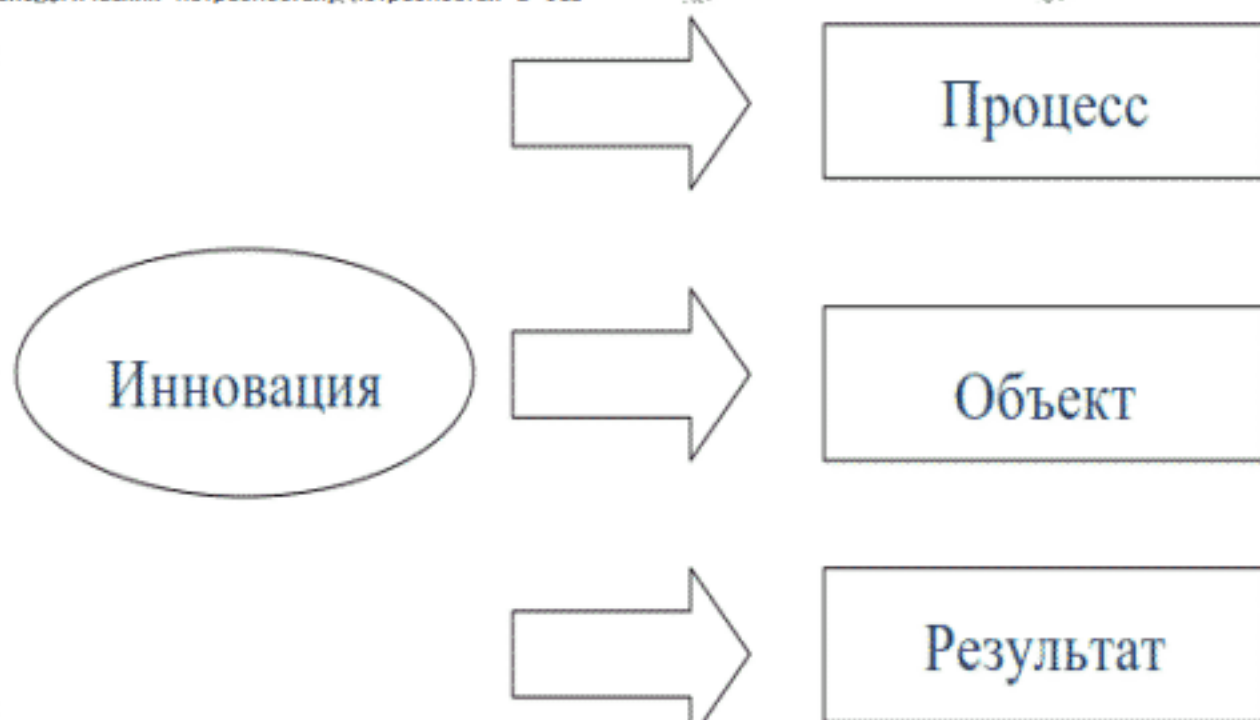 Процесс
Инновация
Объект
Результат